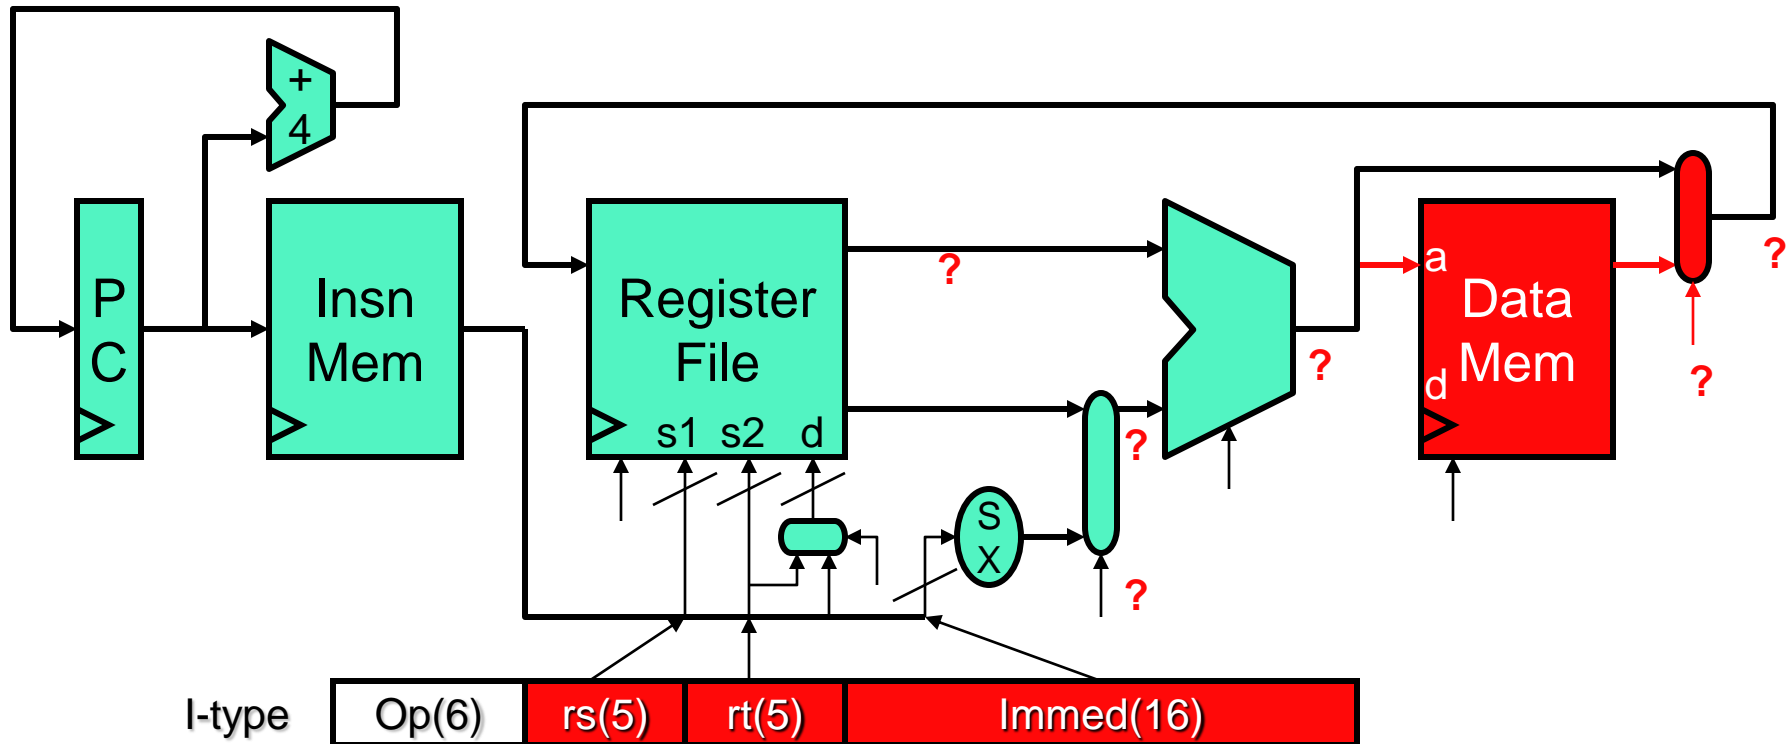 +
4
P
C
Insn
Mem
Register
File
s1 s2 d
?
?
?
S
X
?
a
d
Data
Mem
?
?
I-type Op(6) rs(5) rt(5) Immed(16)